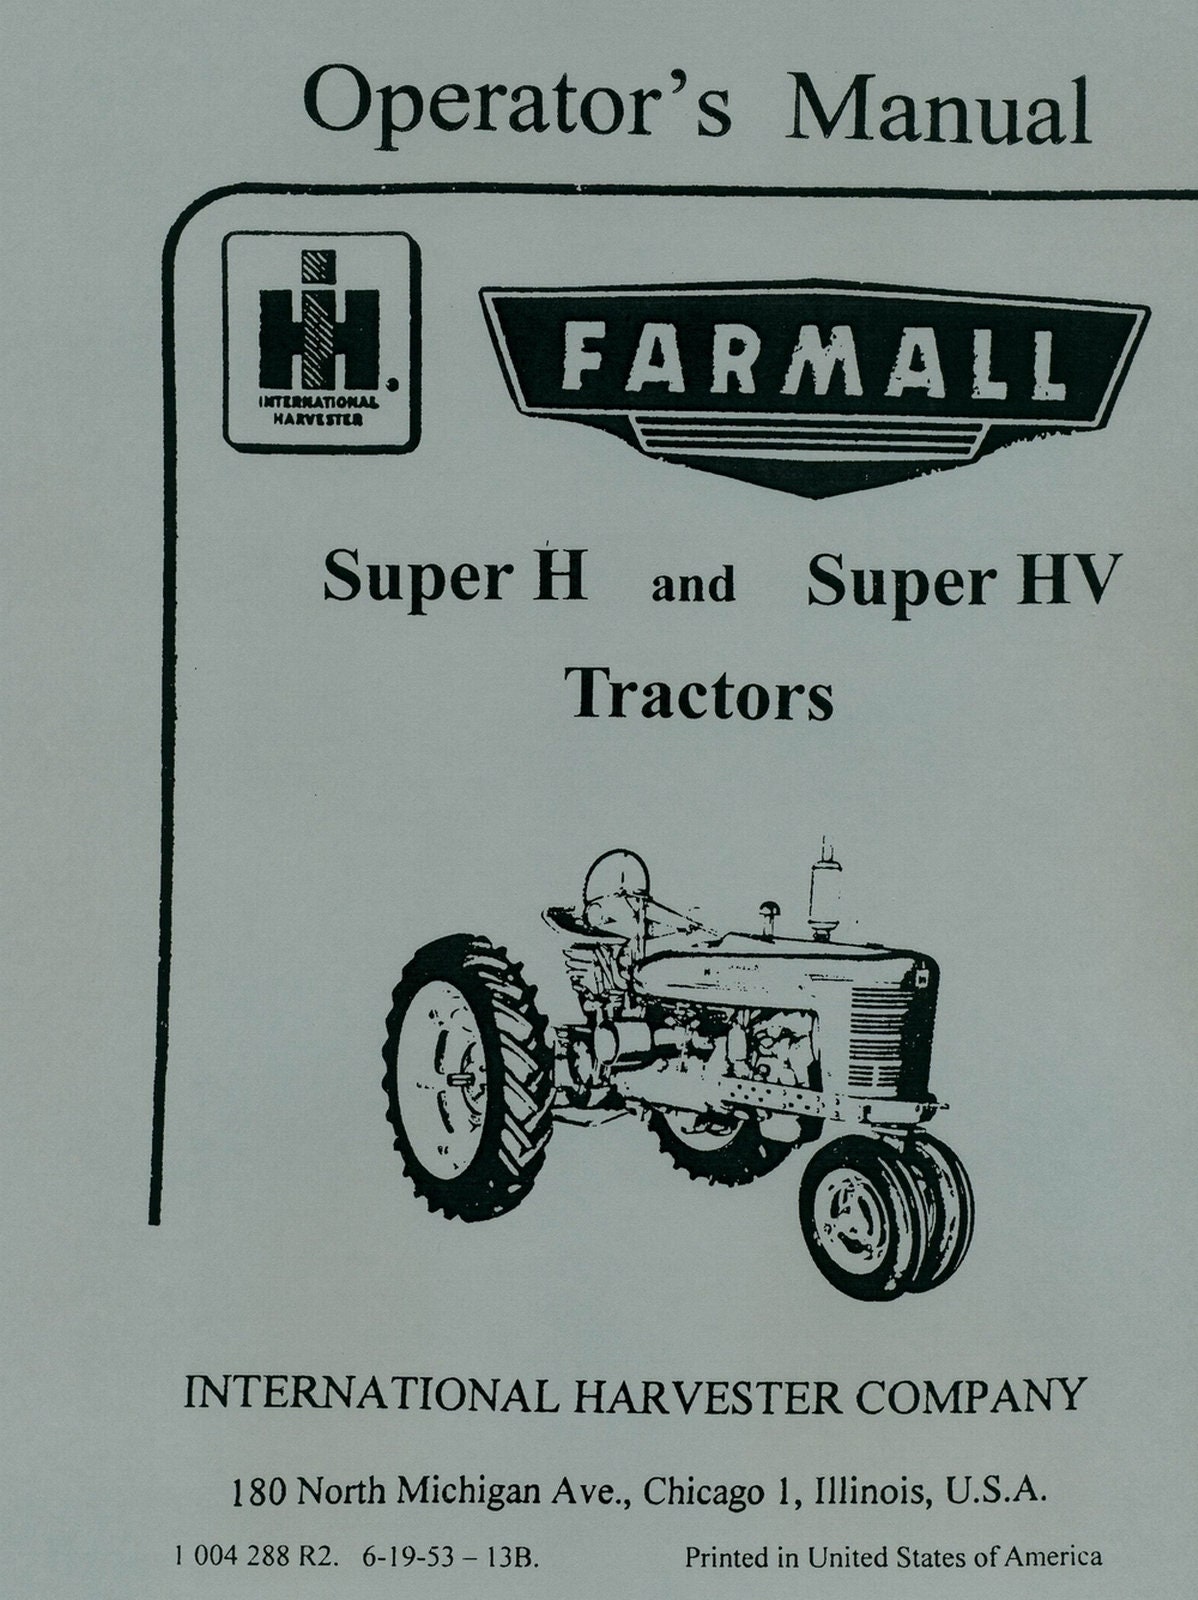 Operator's Manual
IH
INTERNATIONAL
HARVESTER
FARMALL
Super H and Super HV
Tractors
INTERNATIONAL HARVESTER COMPANY
180 North Michigan Ave., Chicago 1, Illinois, U.S.A.
1 004 288 R2. 6-19-53 – 13B. Printed in United States of America